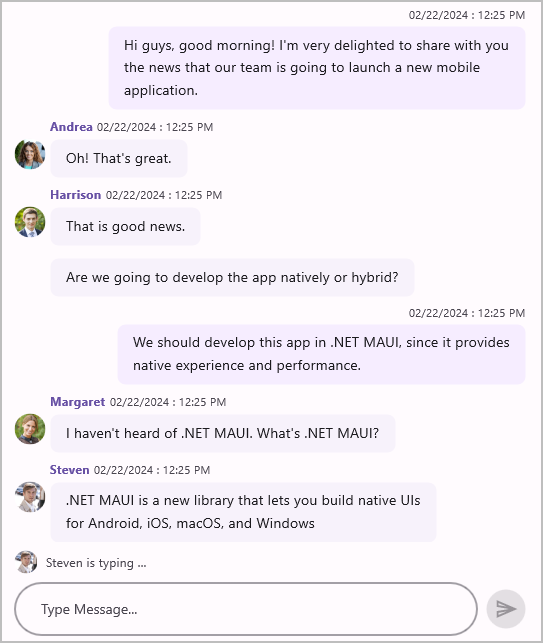 02/22/2024 : 12:25 PM
Hi guys, good morning! I'm very delighted to share with you
the news that our team is going to launch a new mobile
application.
Andrea 02/22/2024 : 12:25 PM
Oh! That's great.
Harrison 02/22/2024 : 12:25 PM
That is good news.
Are we going to develop the app natively or hybrid?
02/22/2024 : 12:25 PM
We should develop this app in .NET MAUI, since it provides
native experience and performance.
Margaret 02/22/2024 : 12:25 PM
I haven't heard of .NET MAUI. What's .NET MAUI?
Steven 02/22/2024 : 12:25 PM
.NET MAUI is a new library that lets you build native UIs
for Android, iOS, macOS, and Windows
Steven is typing ...
Type Message...